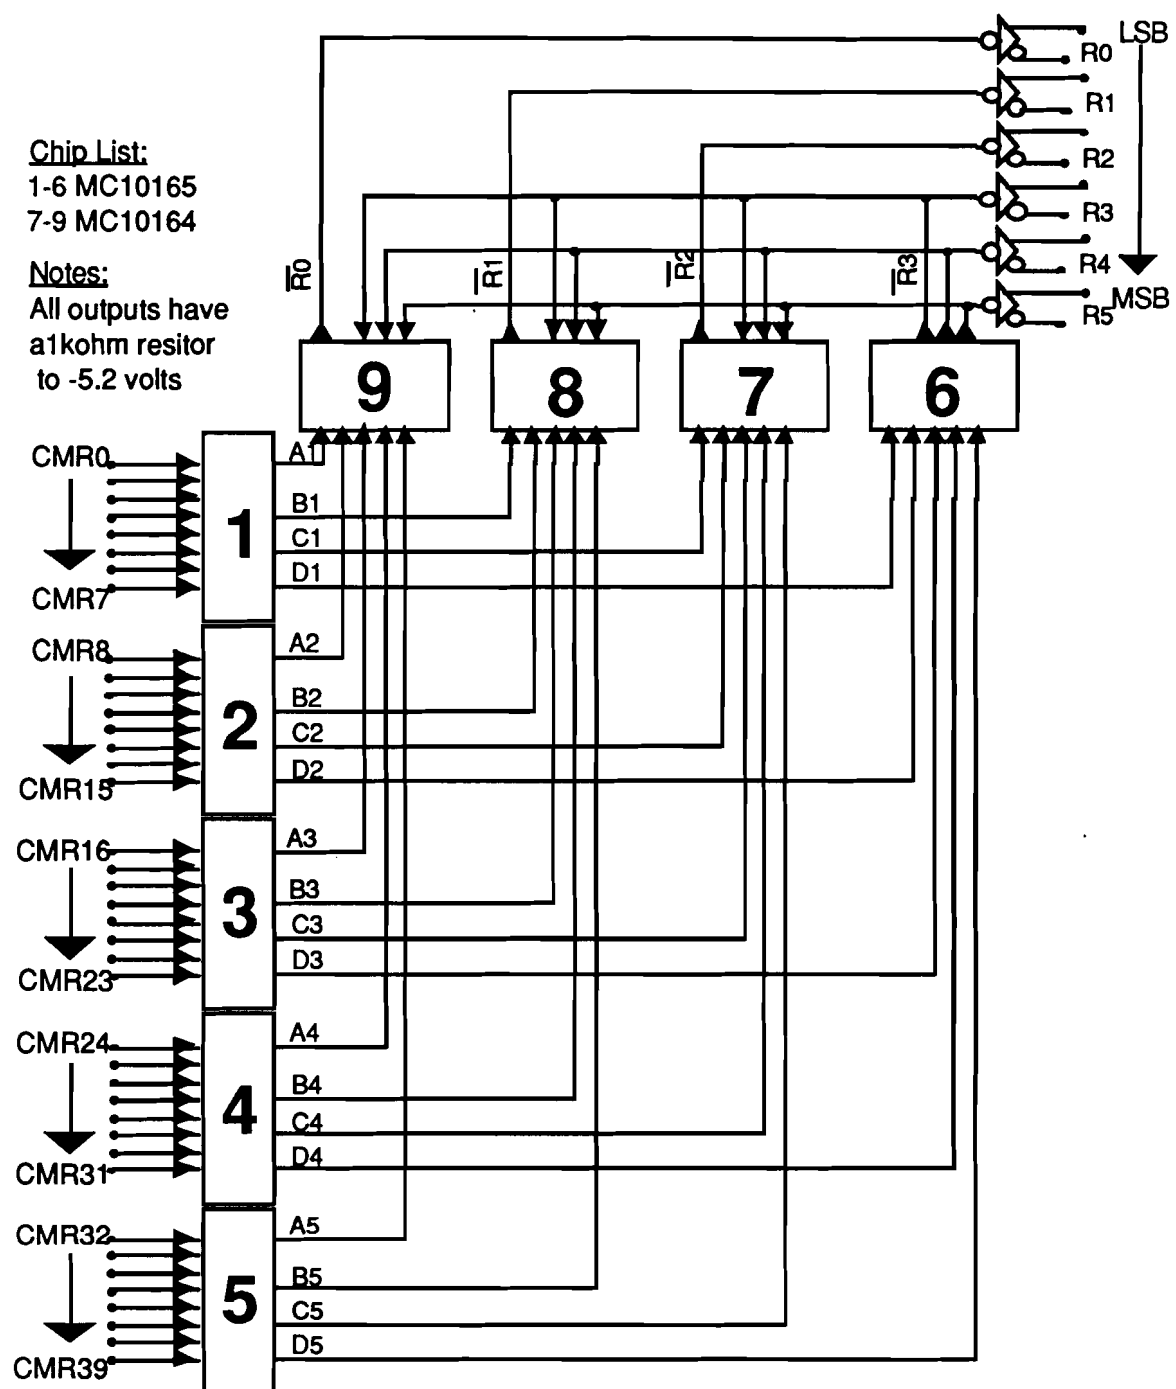 LSB
R0
R1
R2
R3
R4
MSB
R5
Chip List:
1-6 MC10165
7-9 MC10164
Notes:
All outputs have
a1kohm resitor
to -5.2 volts
R0
R1
R2
R3
9
8
7
6
CMR0
CMR7
1
A1
B1
C1
D1
CMR8
CMR15
2
A2
B2
C2
D2
CMR16
CMR23
3
A3
B3
C3
D3
CMR24
CMR31
4
A4
B4
C4
D4
CMR32
CMR39
5
A5
B5
C5
D5